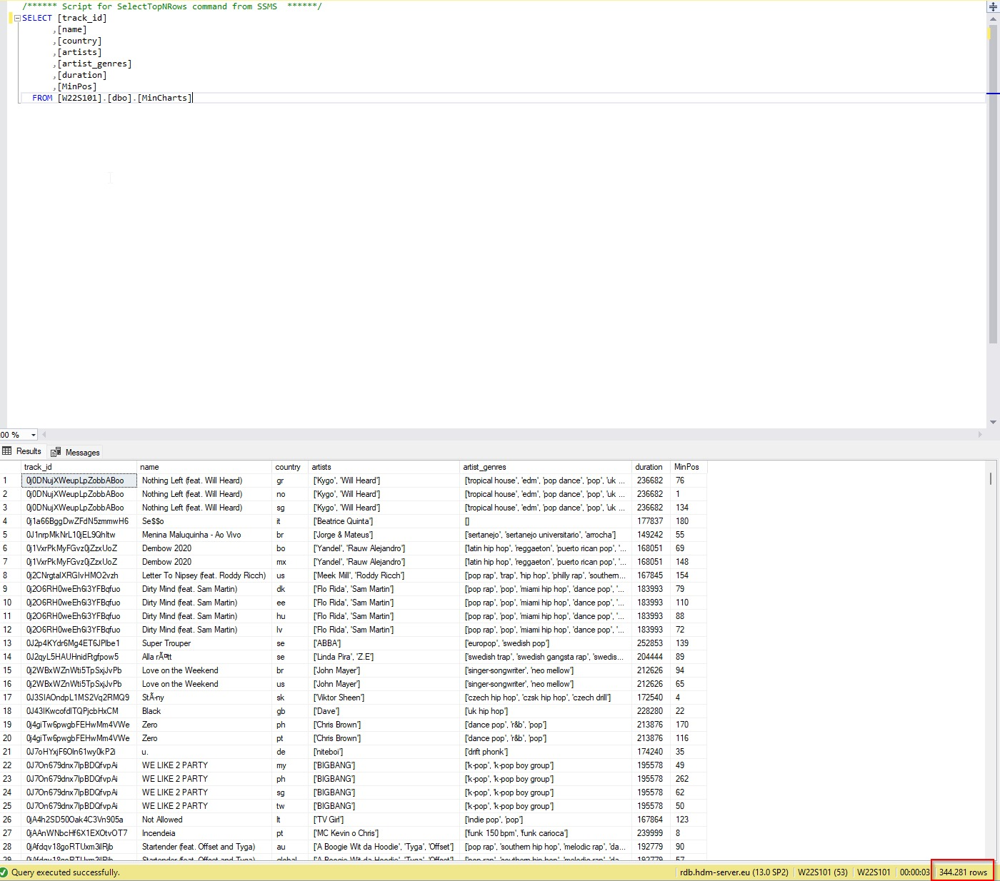 /****** Script for SelectTopNRows command from SSMS  ******/
SELECT [track_id]
,[name]
,[country]
,[artists]
,[artist_genres]
,[duration]
,[MinPos]
FROM [W22S101].[dbo].[MinCharts]
00 %
Results Messages
track_id name country artists artist_genres duration MinPos
1 0j0DNujXWeupLpZobbABoo Nothing Left (feat. Will Heard) gr ['Kygo', 'Will Heard'] ['tropical house', 'edm', 'pop dance', 'pop', 'uk ... 236682 76
2 0j0DNujXWeupLpZobbABoo Nothing Left (feat. Will Heard) no ['Kygo', 'Will Heard'] ['tropical house', 'edm', 'pop dance', 'pop', 'uk ... 236682 1
3 0j0DNujXWeupLpZobbABoo Nothing Left (feat. Will Heard) sg ['Kygo', 'Will Heard'] ['tropical house', 'edm', 'pop dance', 'pop', 'uk ... 236682 134
4 0j1a66BggDwZFdN5zmmwH6 Se$$o it ['Beatrice Quinta'] [] 177837 180
5 0J1nrpMkNrL10jEL9QhItw Menina Maluquinha - Ao Vivo br ['Jorge & Mateus'] ['sertanejo', 'sertanejo universitario', 'arrocha'] 149242 55
6 0j1VxrPkMyFGvz0jZzxUoZ Dembow 2020 bo ['Yandel', 'Rauw Alejandro'] ['latin hip hop', 'reggaeton', 'puerto rican pop', '... 168051 69
7 0j1VxrPkMyFGvz0jZzxUoZ Dembow 2020 mx ['Yandel', 'Rauw Alejandro'] ['latin hip hop', 'reggaeton', 'puerto rican pop', '... 168051 148
8 0j2CNrgtalXRGIvHMO2vzh Letter To Nipsey (feat. Roddy Ricch) us ['Meek Mill', 'Roddy Ricch'] ['pop rap', 'trap', 'hip hop', 'philly rap', 'southern... 167845 154
9 0j2O6RH0weEh6i3YFBqfuo Dirty Mind (feat. Sam Martin) dk ['Flo Rida', 'Sam Martin'] ['pop rap', 'pop', 'miami hip hop', 'dance pop', '... 183993 79
10 0j2O6RH0weEh6i3YFBqfuo Dirty Mind (feat. Sam Martin) ee ['Flo Rida', 'Sam Martin'] ['pop rap', 'pop', 'miami hip hop', 'dance pop', '... 183993 110
11 0j2O6RH0weEh6i3YFBqfuo Dirty Mind (feat. Sam Martin) hu ['Flo Rida', 'Sam Martin'] ['pop rap', 'pop', 'miami hip hop', 'dance pop', '... 183993 88
12 0j2O6RH0weEh6i3YFBqfuo Dirty Mind (feat. Sam Martin) lv ['Flo Rida', 'Sam Martin'] ['pop rap', 'pop', 'miami hip hop', 'dance pop', '... 183993 72
13 0J2p4KYdr6Mg4ET6JPlbe1 Super Trouper se ['ABBA'] ['europop', 'swedish pop'] 252853 139
14 0J2qyL5HAUHnidFtgfpow5 Alla rÃ¤tt se ['Linda Pira', 'Z.E'] ['swedish trap', 'swedish gangsta rap', 'swedis... 204444 89
15 0j2WBxWZnWti5TpSxjJvPb Love on the Weekend br ['John Mayer'] ['singer-songwriter', 'neo mellow'] 212626 94
16 0j2WBxWZnWti5TpSxjJvPb Love on the Weekend us ['John Mayer'] ['singer-songwriter', 'neo mellow'] 212626 65
17 0J3SIAOndpL1MS2Vq2RMQ9 StÃ­ny sk ['Viktor Sheen'] ['czech hip hop', 'czsk hip hop', 'czech drill'] 172540 4
18 0J43IKwcofdITQPjcbHxCM Black gb ['Dave'] ['uk hip hop'] 228280 22
19 0j4giTw6pwgbFEHwMm4VWe Zero ph ['Chris Brown'] ['dance pop', 'r&b', 'pop'] 213876 170
20 0j4giTw6pwgbFEHwMm4VWe Zero pt ['Chris Brown'] ['dance pop', 'r&b', 'pop'] 213876 116
21 0J7oHYxjF6OIn61wy0kP2i u. de ['niteboi'] ['drift phonk'] 174240 35
22 0J7On679dnx7IpBDQfvpAi WE LIKE 2 PARTY my ['BIGBANG'] ['k-pop', 'k-pop boy group'] 195578 49
23 0J7On679dnx7IpBDQfvpAi WE LIKE 2 PARTY ph ['BIGBANG'] ['k-pop', 'k-pop boy group'] 195578 262
24 0J7On679dnx7IpBDQfvpAi WE LIKE 2 PARTY sg ['BIGBANG'] ['k-pop', 'k-pop boy group'] 195578 62
25 0J7On679dnx7IpBDQfvpAi WE LIKE 2 PARTY tw ['BIGBANG'] ['k-pop', 'k-pop boy group'] 195578 50
26 0jA4h2SD50Oak4C3Vn905a Not Allowed lt ['TV Girl'] ['indie pop', 'pop'] 167864 123
27 0jAAnWNbcHf6X1EXOtvOT7 Incendeia pt ['MC Kevin o Chris'] ['funk 150 bpm', 'funk carioca'] 239999 8
28 0jAfdqv18goRTUxm3ilRjb Startender (feat. Offset and Tyga) au ['A Boogie Wit da Hoodie', 'Tyga', 'Offset'] ['pop rap', 'southern hip hop', 'melodic rap', 'da... 192779 90
29 0jAfdqv18goRTUxm3ilRjb Startender (feat. Offset and Tyga) global ['A Boogie Wit da Hoodie', 'Tyga', 'Offset'] ['pop rap', 'southern hip hop', 'melodic rap', 'da... 192779 57
Query executed successfully. rdb.hdm-server.eu (13.0 SP2) W22S101 (53) W22S101 00:00:03 344.281 rows